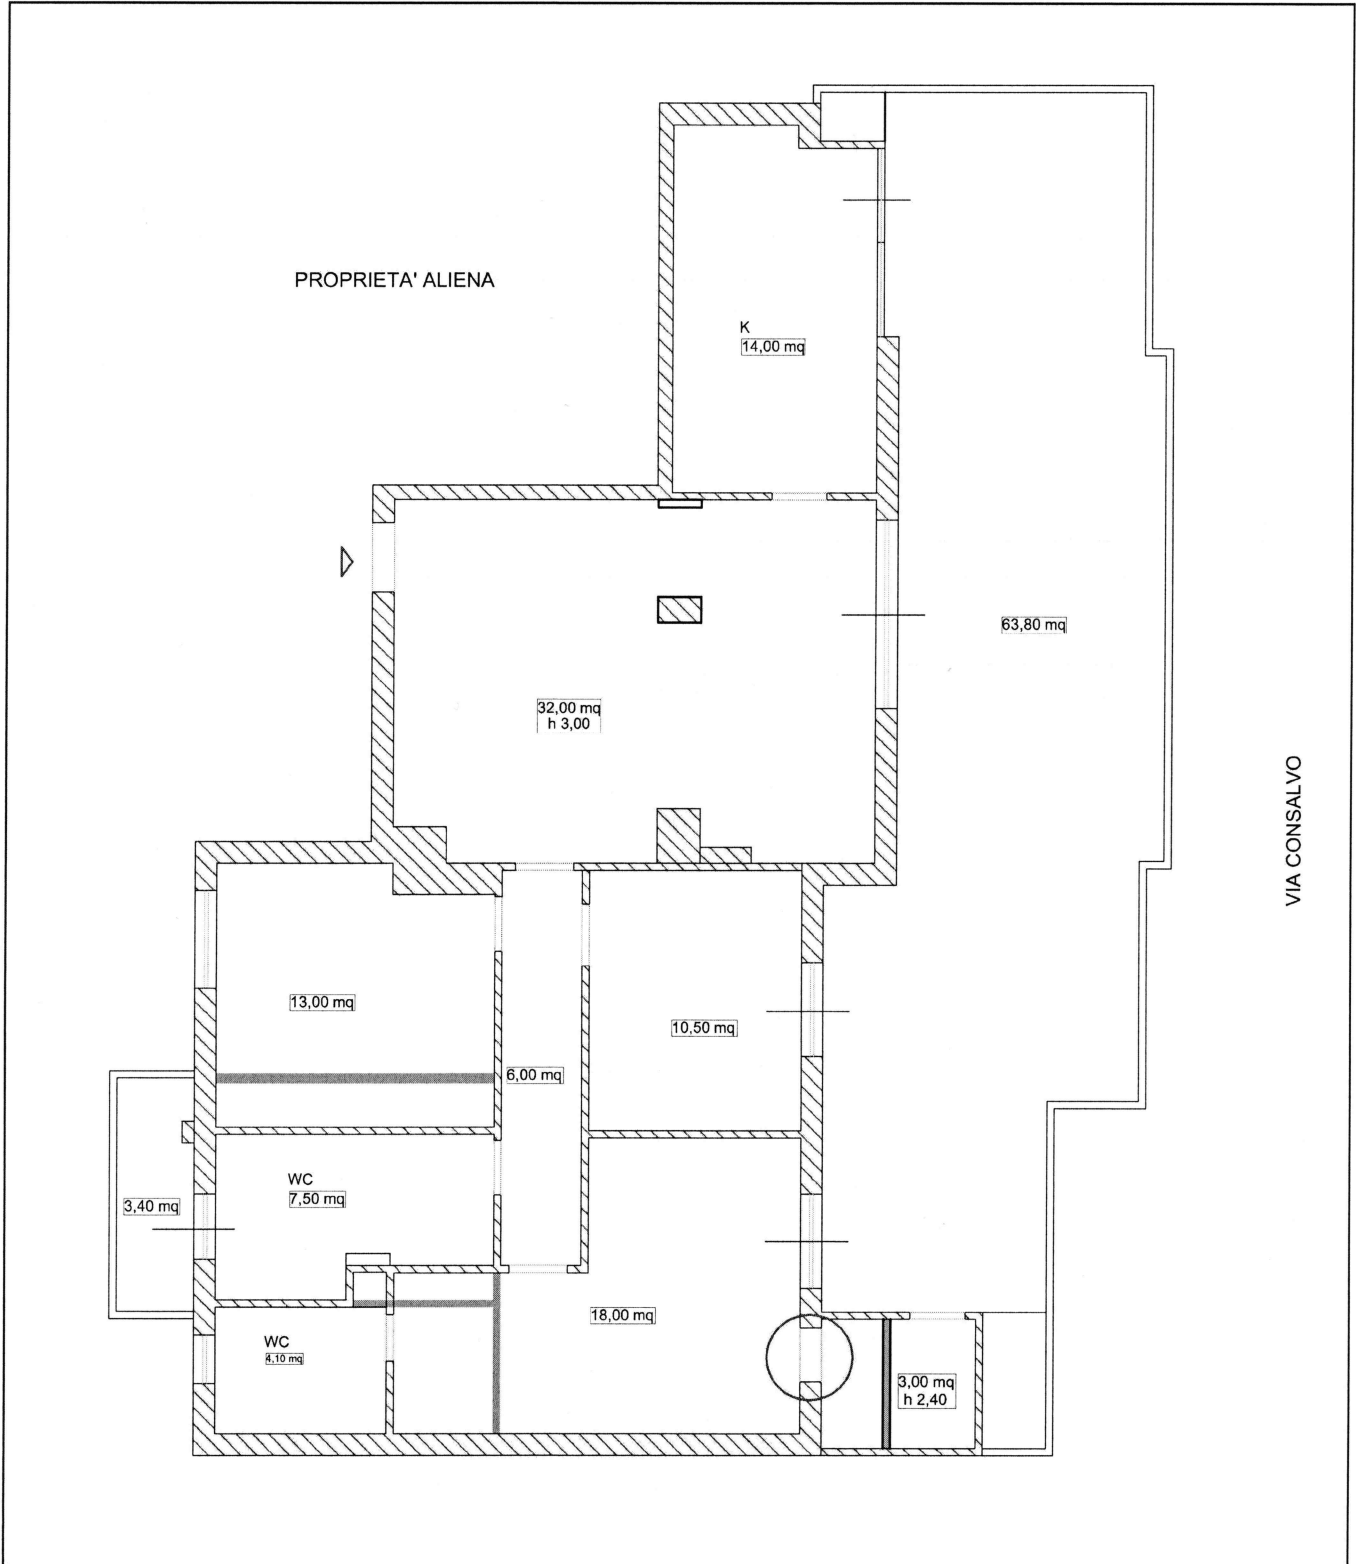 PROPRIETA' ALIENA
K
14,00 mq
63,80 mq
32,00 mq
h 3,00
VIA CONSALVO
13,00 mq
10,50 mq
6,00 mq
WC
7,50 mq
3,40 mq
18,00 mq
WC
4,10 mq
3,00 mq
h 2,40